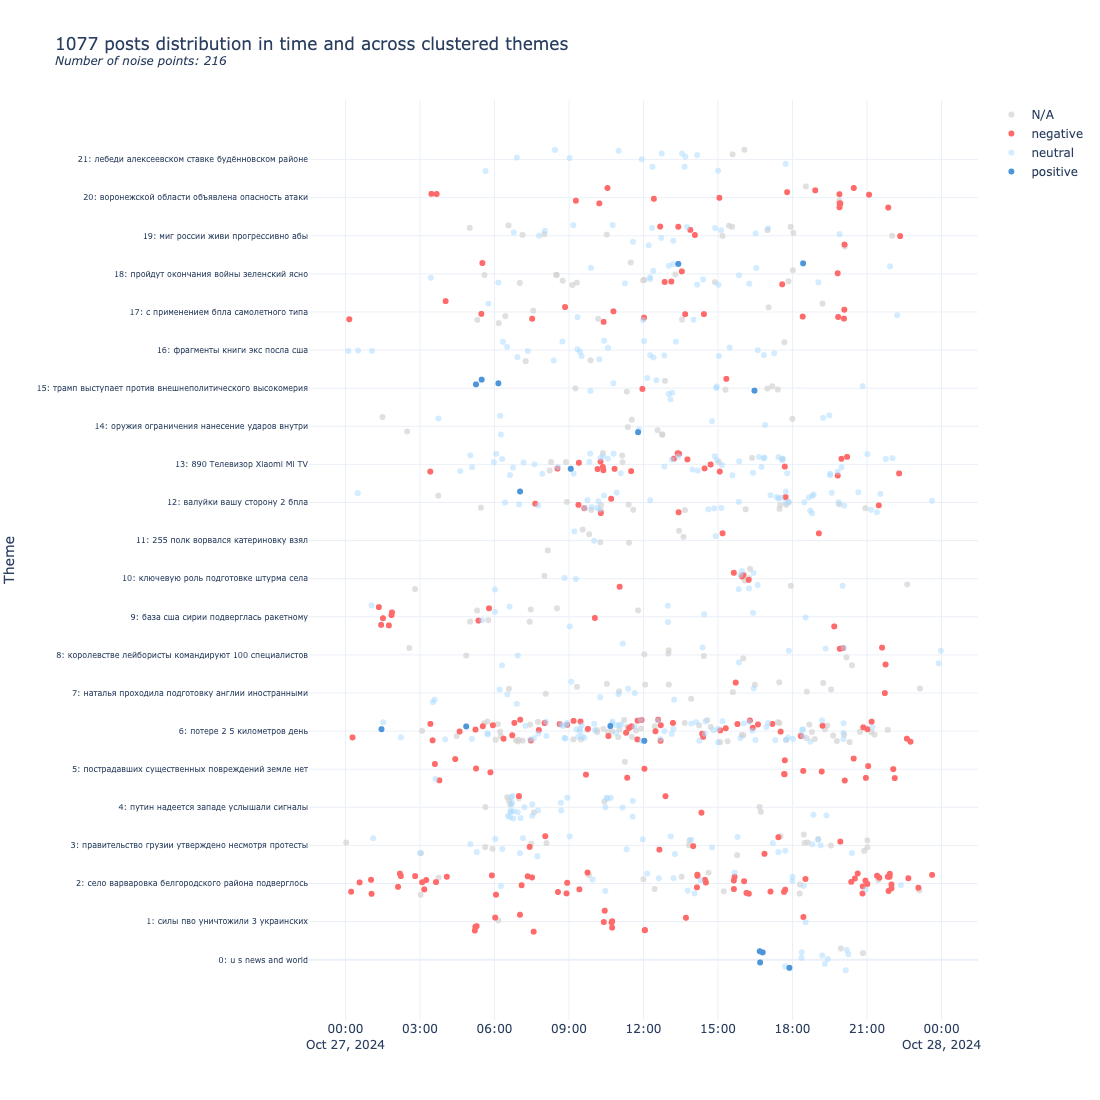 1077 posts distribution in time and across clustered themes
Number of noise points: 216
N/A
negative
neutral
positive
Theme
21: лебеди алексеевском ставке будённовском районе
20: воронежской области объявлена опасность атаки
19: миг россии живи прогрессивно абы
18: пройдут окончания войны зеленский ясно
17: с применением бпла самолетного типа
16: фрагменты книги экс посла сша
15: трамп выступает против внешнеполитического высокомерия
14: оружия ограничения нанесение ударов внутри
13: 890 Телевизор Xiaomi Mi TV
12: валуйки вашу сторону 2 бпла
11: 255 полк ворвался катериновку взял
10: ключевую роль подготовке штурма села
9: база сша сирии подверглась ракетному
8: королевстве лейбористы командируют 100 специалистов
7: наталья проходила подготовку англии иностранными
6: потере 2 5 километров день
5: пострадавших существенных повреждений земле нет
4: путин надеется западе услышали сигналы
3: правительство грузии утверждено несмотря протесты
2: село варваровка белгородского района подверглось
1: силы пво уничтожили 3 украинских
0: u s news and world
00:00 03:00 06:00 09:00 12:00 15:00 18:00 21:00 00:00
Oct 27, 2024 Oct 28, 2024